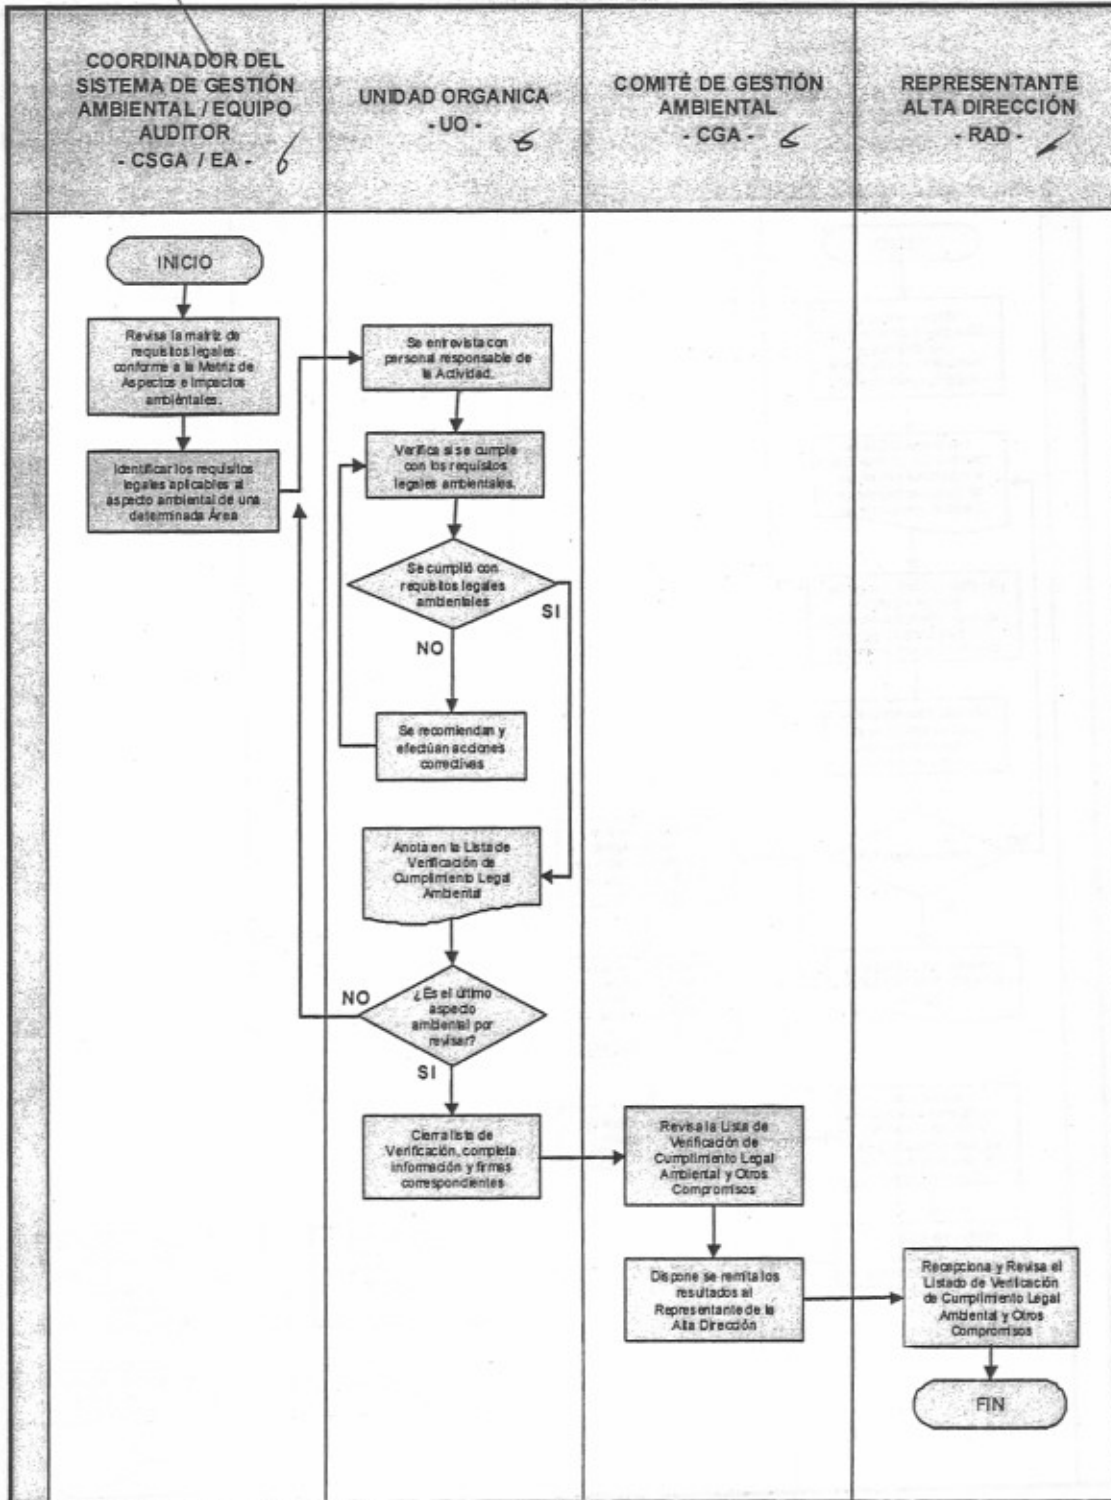 COORDINADOR DEL
SISTEMA DE GESTIÓN
AMBIENTAL / EQUIPO
AUDITOR
- CSGA / EA - 6
UNIDAD ORGANICA
- UO - 6
COMITÉ DE GESTIÓN
AMBIENTAL
- CGA - 6
REPRESENTANTE
ALTA DIRECCIÓN
- RAD -
INICIO
Revisa la matriz de
requisitos legales
conforme a la Matriz de
Aspectos e Impactos
ambientales.
Identificar los requisitos
legales aplicables al
aspecto ambiental de una
determinada Área
Se entrevista con
personal responsable de
la Actividad.
Verifica si se cumple
con los requisitos
legales ambientales.
Se cumplió con
requisitos legales
ambientales
SI
NO
Se recomiendan y
efectúan acciones
correctivas
Anota en la Lista de
Verificación de
Cumplimiento Legal
Ambiental
NO
¿Es el último
aspecto
ambiental por
revisar?
SI
Cierra lista de
Verificación, completa
información y firmas
correspondientes
Revisa la Lista de
Verificación de
Cumplimiento Legal
Ambiental y Otros
Compromisos
Dispone se remita los
resultados al
Representante de la
Alta Dirección
Recepciona y Revisa el
Listado de Verificación
de Cumplimiento Legal
Ambiental y Otros
Compromisos
FIN